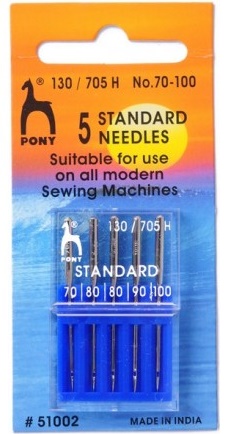 130 / 705 H No.70-100
PONY
5 STANDARD
NEEDLES
Suitable for use
on all modern
Sewing Machines
130 / 705 H
PONY
STANDARD
70 80 80 90 100
# 51002 MADE IN INDIA